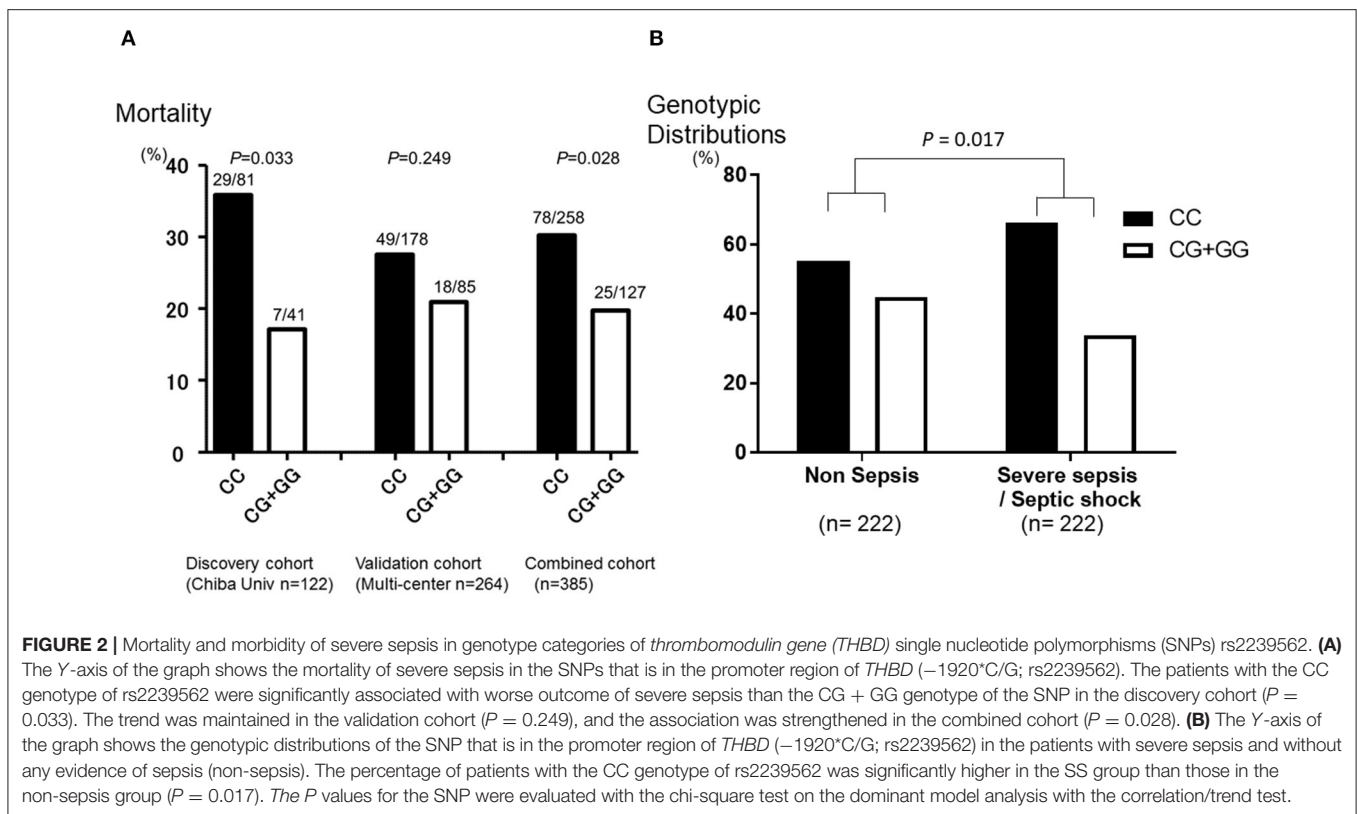 A
Mortality
(%)
40
30
20
10
0
P=0.033
P=0.249
P=0.028
29/81
7/41
49/178
18/85
78/258
25/127
CC
CG+GG
CC
CG+GG
CC
CG+GG
Discovery cohort
(Chiba Univ n=122)
Validation cohort
(Multi-center n=264)
Combined cohort
(n=385)
B
Genotypic
Distributions
(%)
80
60
40
20
0
P = 0.017
CC
CG+GG
Non Sepsis
(n= 222)
Severe sepsis
/ Septic shock
(n= 222)
FIGURE 2 | Mortality and morbidity of severe sepsis in genotype categories of thrombomodulin gene (THBD) single nucleotide polymorphisms (SNPs) rs2239562. (A)
The Y-axis of the graph shows the mortality of severe sepsis in the SNPs that is in the promoter region of THBD (−1920*C/G; rs2239562). The patients with the CC
genotype of rs2239562 were significantly associated with worse outcome of severe sepsis than the CG + GG genotype of the SNP in the discovery cohort (P =
0.033). The trend was maintained in the validation cohort (P = 0.249), and the association was strengthened in the combined cohort (P = 0.028). (B) The Y-axis of
the graph shows the genotypic distributions of the SNP that is in the promoter region of THBD (−1920*C/G; rs2239562) in the patients with severe sepsis and without
any evidence of sepsis (non-sepsis). The percentage of patients with the CC genotype of rs2239562 was significantly higher in the SS group than those in the
non-sepsis group (P = 0.017). The P values for the SNP were evaluated with the chi-square test on the dominant model analysis with the correlation/trend test.